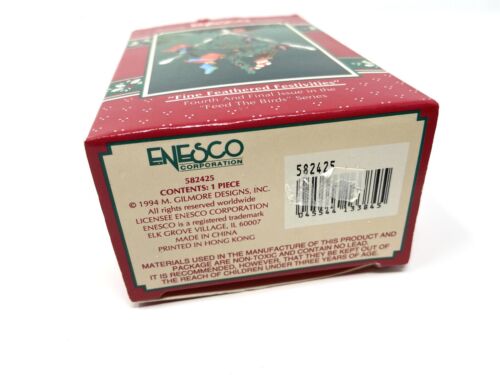 "Fine Feathered Festivities"
Fourth And Final Issue in the
"Feed The Birds" Series
ENESCO
CORPORATION
582425
CONTENTS: 1 PIECE
© 1994 M. GILMORE DESIGNS, INC.
All rights reserved worldwide
LICENSEE ENESCO CORPORATION
ENESCO is a registered trademark
ELK GROVE VILLAGE, IL 60007
MADE IN CHINA
PRINTED IN HONG KONG
582425
MATERIALS USED IN THE MANUFACTURE OF THIS PRODUCT AND
PACKAGE ARE NON-TOXIC AND CONTAIN NO LEAD.
IT IS RECOMMENDED, HOWEVER, THAT THEY BE KEPT OUT OF
THE REACH OF CHILDREN UNDER THREE YEARS OF AGE.